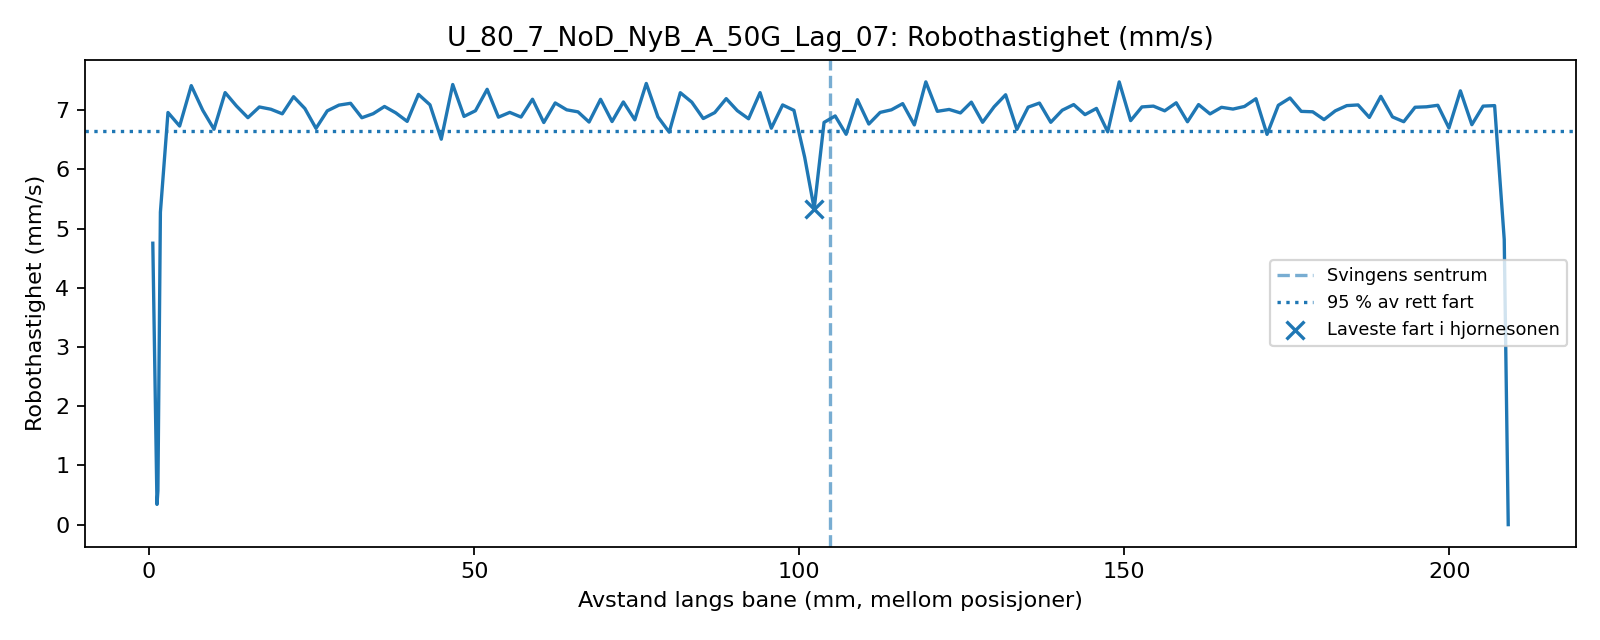 U_80_7_NoD_NyB_A_50G_Lag_07: Robothastighet (mm/s)
Robothastighet (mm/s)
7
6
5
4
3
2
1
0
Svingens sentrum
95 % av rett fart
Laveste fart i hjornesonen
0 50 100 150 200
Avstand langs bane (mm, mellom posisjoner)